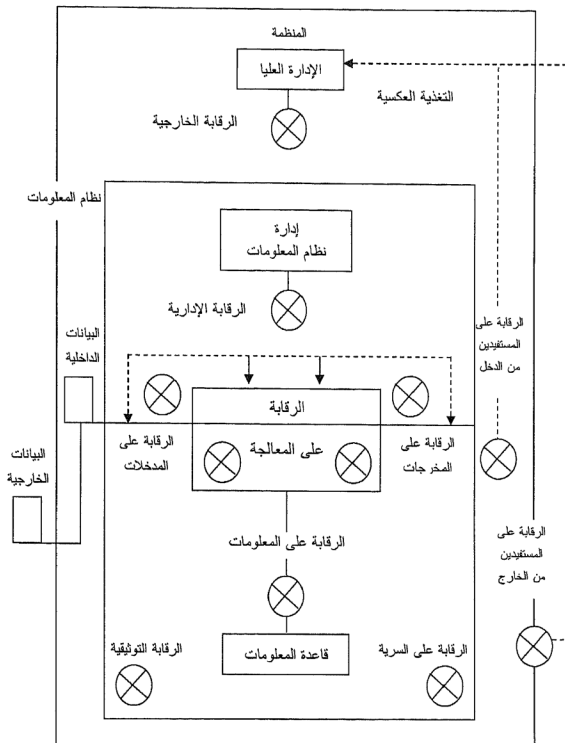 المنظمة
الإدارة العليا
التغذية العكسية
الرقابة الخارجية
نظام المعلومات
إدارة
نظام المعلومات
الرقابة الإدارية
البيانات
الداخلية
الرقابة على
المستفيدين
من الدخل
الرقابة
على المعالجة
الرقابة على
المدخلات
الرقابة على
المخرجات
البيانات
الخارجية
الرقابة على المعلومات
الرقابة على
المستفيدين
من الخارج
قاعدة المعلومات
الرقابة على السرية
الرقابة التوثيقية